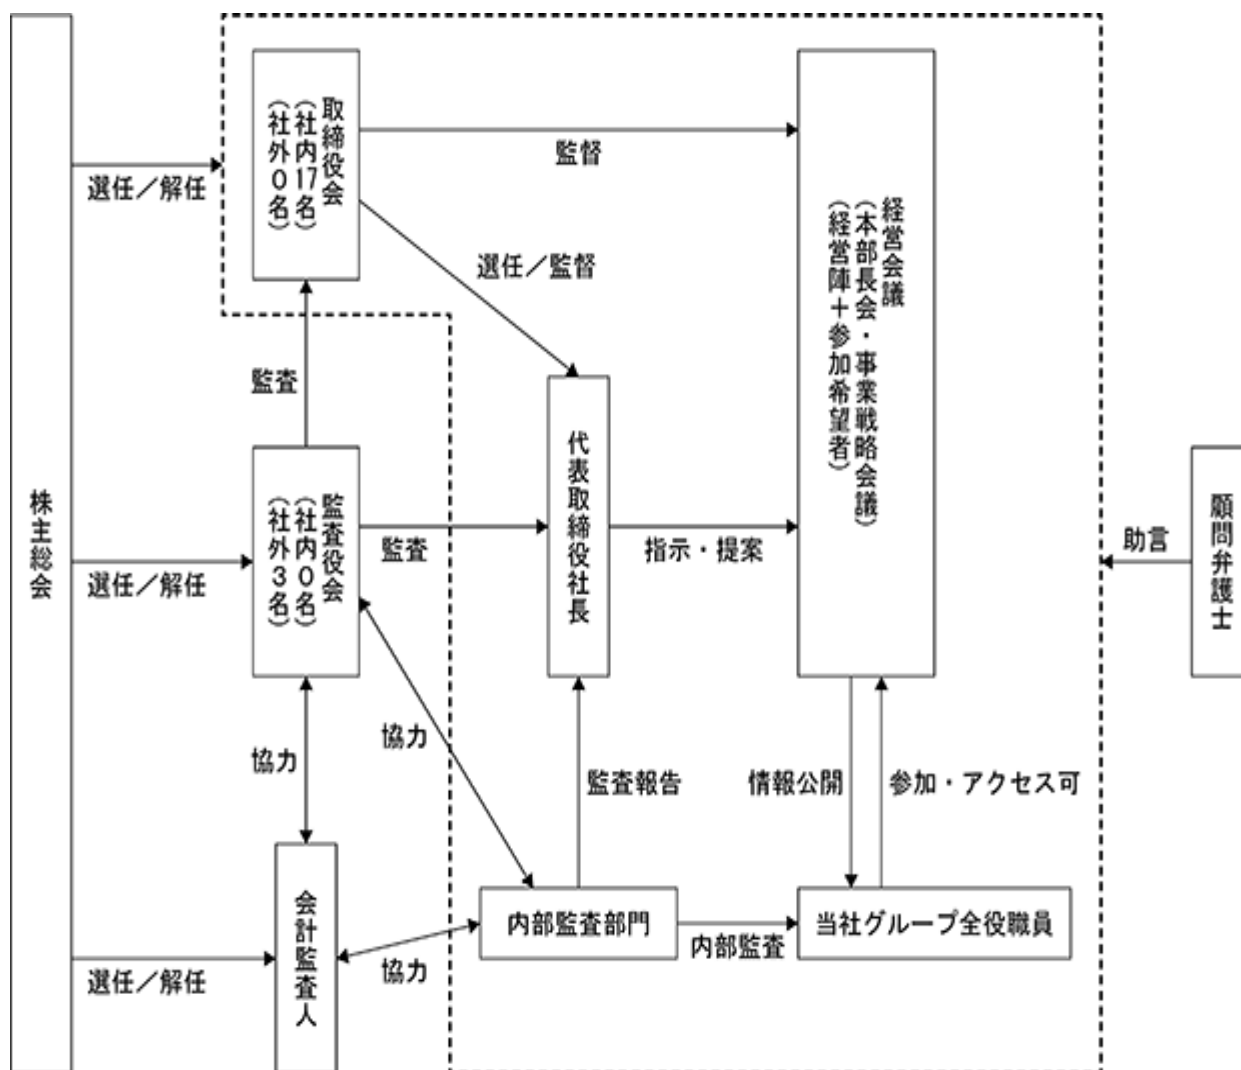 株主総会
選任／解任
取締役会
（社内17名）
（社外0名）
監督
選任／監督
経営会議
（本部長会・事業戦略会議）
（経営陣＋参加希望者）
監査
選任／解任
監査役会
（社内0名）
（社外3名）
監査
代表取締役社長
指示・提案
助言
顧問弁護士
協力
協力
監査報告
情報公開
参加・アクセス可
選任／解任
会計監査人
協力
内部監査部門
内部監査
当社グループ全役職員